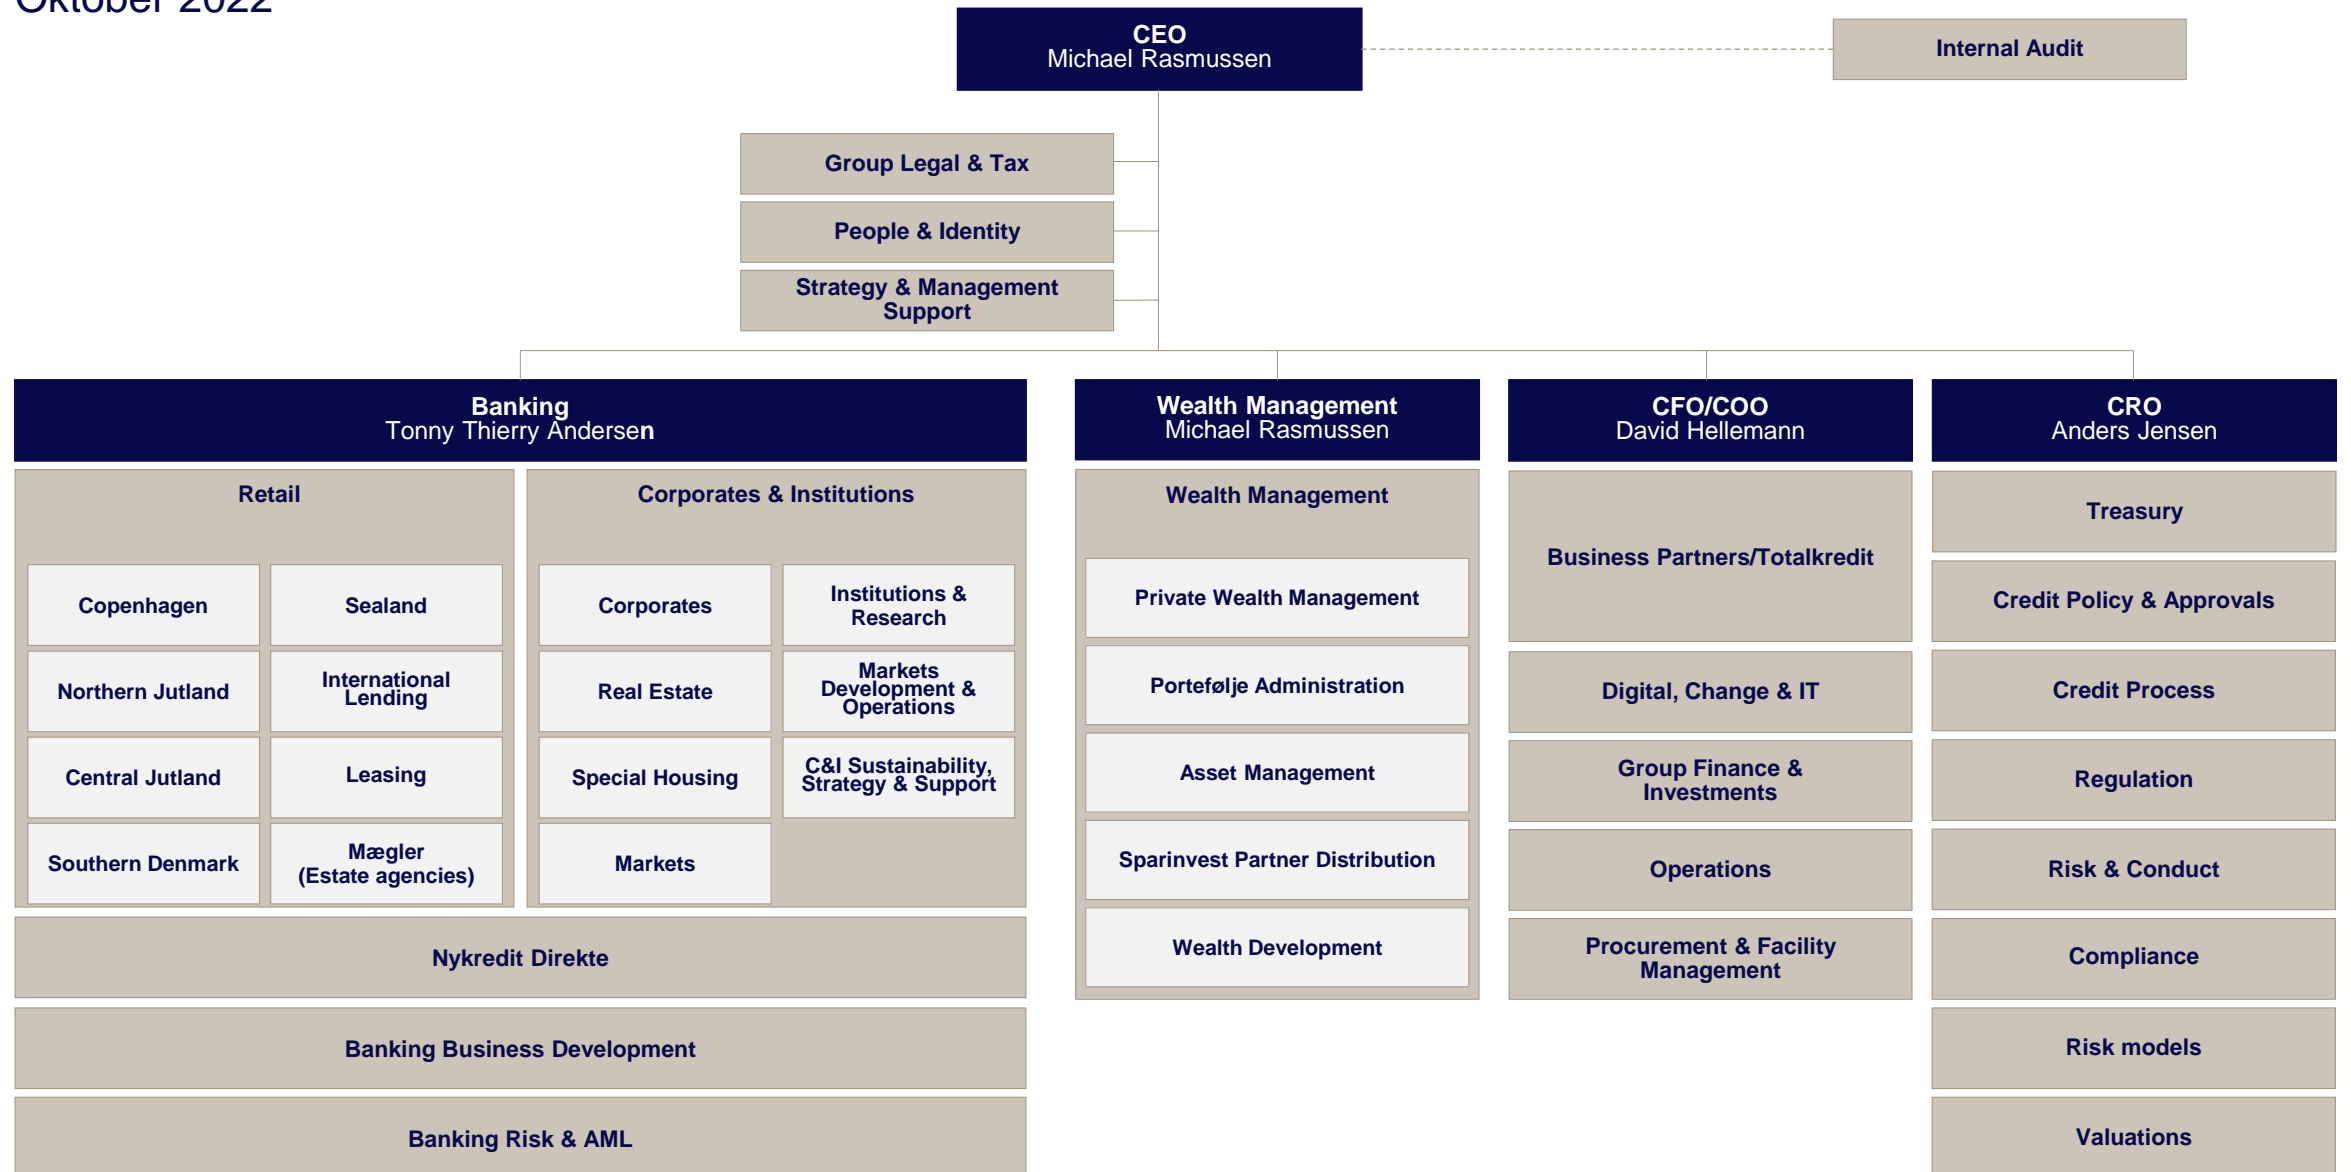 Oktober 2022
CEO
Michael Rasmussen
Internal Audit
Group Legal & Tax
People & Identity
Strategy & Management
Support
Banking
Tonny Thierry Andersen
Wealth Management
Michael Rasmussen
CFO/COO
David Hellemann
CRO
Anders Jensen
Retail
Copenhagen
Sealand
Northern Jutland
International
Lending
Central Jutland
Leasing
Southern Denmark
Mægler
(Estate agencies)
Corporates & Institutions
Corporates
Institutions &
Research
Real Estate
Markets
Development &
Operations
Special Housing
C&I Sustainability,
Strategy & Support
Markets
Nykredit Direkte
Banking Business Development
Banking Risk & AML
Wealth Management
Private Wealth Management
Portefølje Administration
Asset Management
Sparinvest Partner Distribution
Wealth Development
Business Partners/Totalkredit
Digital, Change & IT
Group Finance &
Investments
Operations
Procurement & Facility
Management
Treasury
Credit Policy & Approvals
Credit Process
Regulation
Risk & Conduct
Compliance
Risk models
Valuations